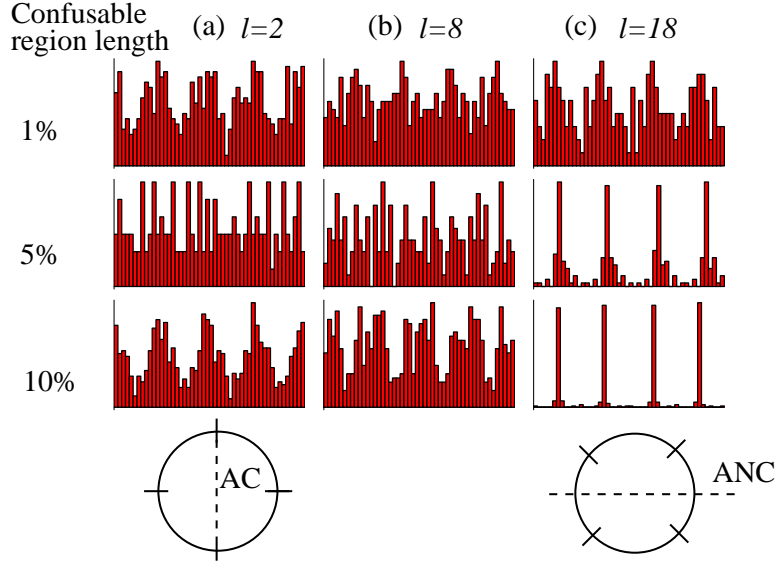 Confusable
region length
(a) l=2
(b) l=8
(c) l=18
1%
5%
10%
AC
ANC